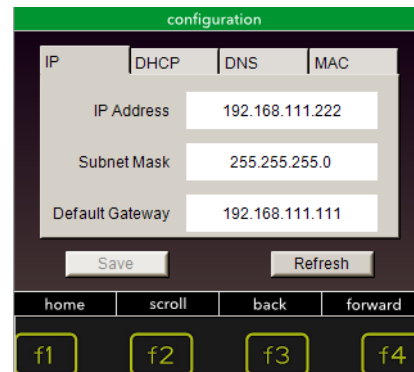 configuration
IP DHCP DNS MAC
IP Address 192.168.111.222
Subnet Mask 255.255.255.0
Default Gateway 192.168.111.111
Save Refresh
home scroll back forward
f1 f2 f3 f4